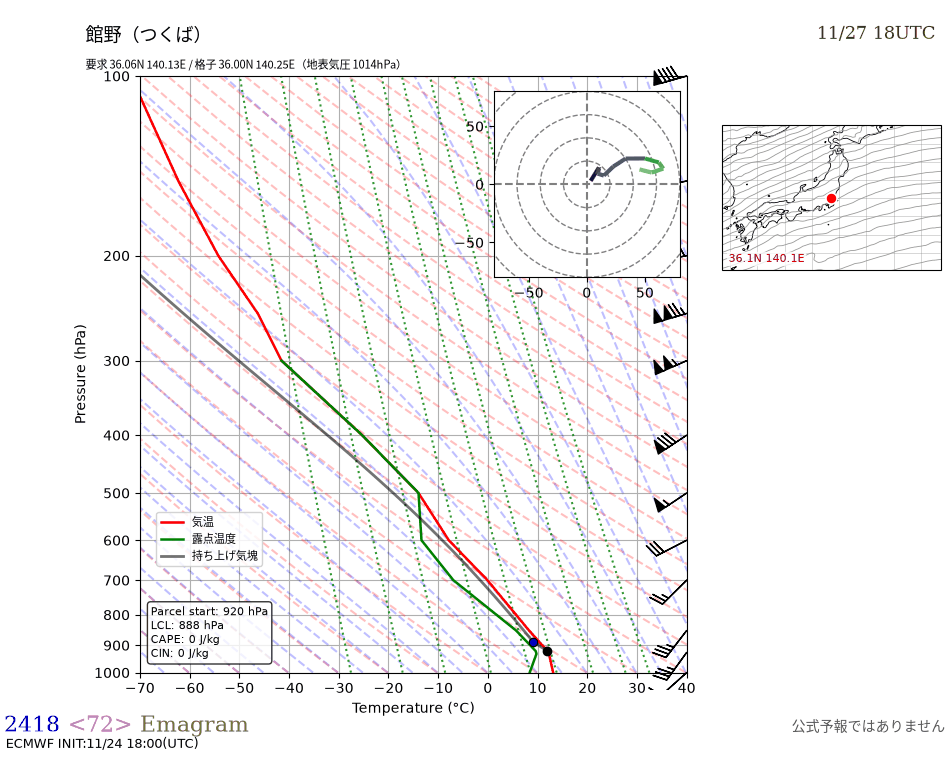 館野（つくば）
11/27 18UTC
要求 36.06N 140.13E / 格子 36.00N 140.25E（地表気圧 1014hPa）
100
200
300
400
500
600
700
800
900
1000
Pressure (hPa)
−70 −60 −50 −40 −30 −20 −10 0 10 20 30 40
Temperature (°C)
50
0
−50
−50 0 50
36.1N 140.1E
気温
露点温度
持ち上げ気塊
Parcel start: 920 hPa
LCL: 888 hPa
CAPE: 0 J/kg
CIN: 0 J/kg
2418 <72> Emagram
ECMWF INIT:11/24 18:00(UTC)
公式予報ではありません